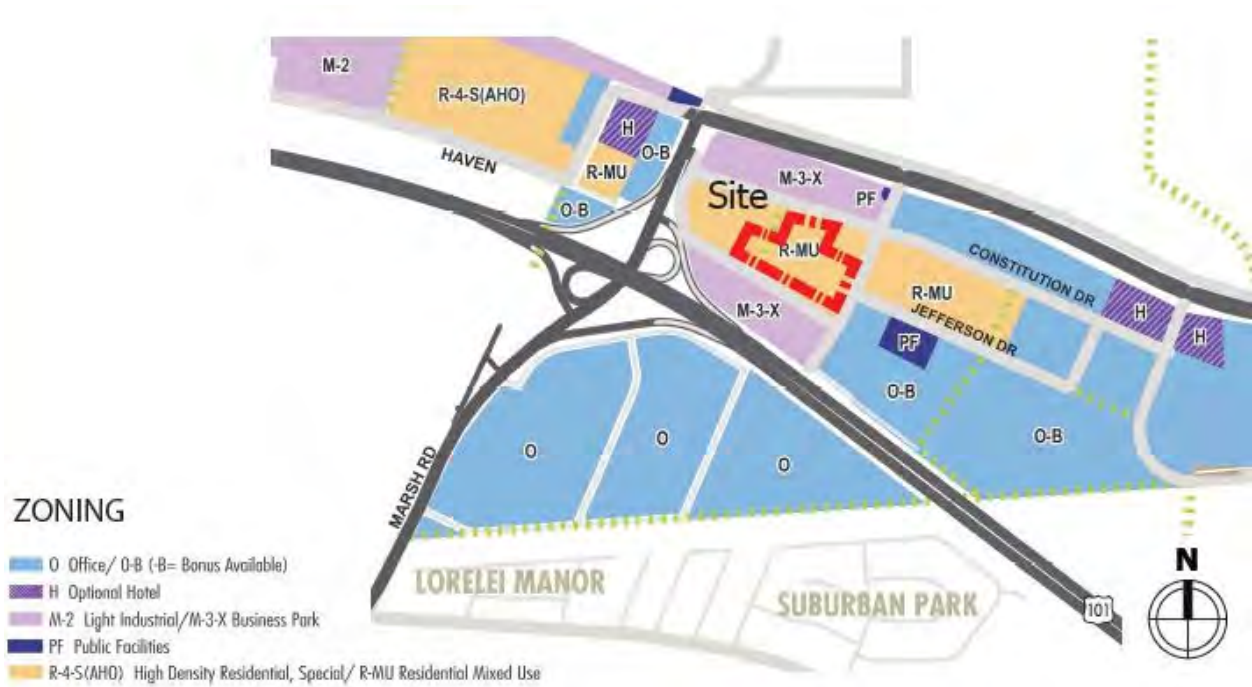 M-2
R-4-S(AHO)
H
O-B
HAVEN
R-MU
O-B
M-3-X
PF
Site
R-MU
CONSTITUTION DR
R-MU
H
H
M-3-X
JEFFERSON DR
PF
O-B
O-B
O
O
O
MARSH RD
ZONING
O Office/ O-B (-B= Bonus Available)
H Optional Hotel
M-2 Light Industrial/M-3-X Business Park
PF Public Facilities
R-4-S(AHO) High Density Residential, Special/ R-MU Residential Mixed Use
LORELEI MANOR
SUBURBAN PARK
101
N